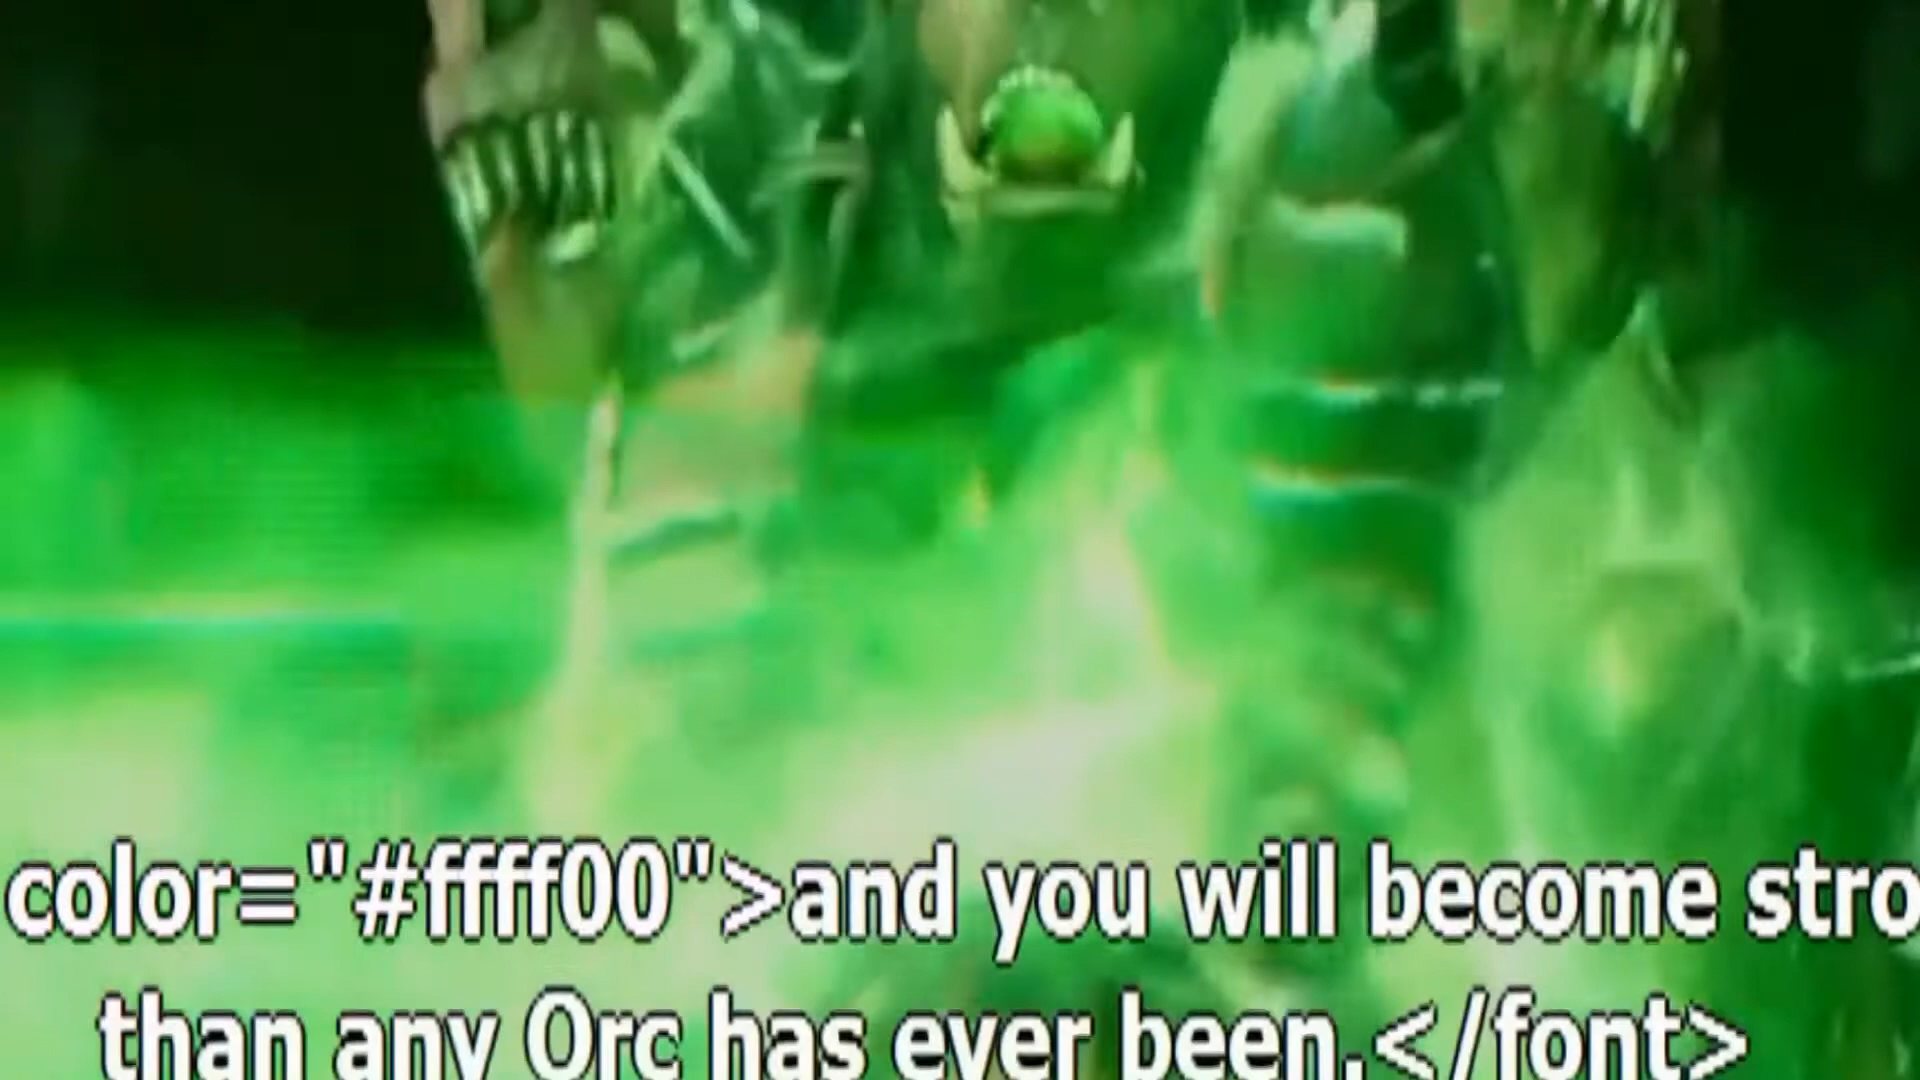 color="#ffff00">and you will become stro
than any Orc has ever been.</font>